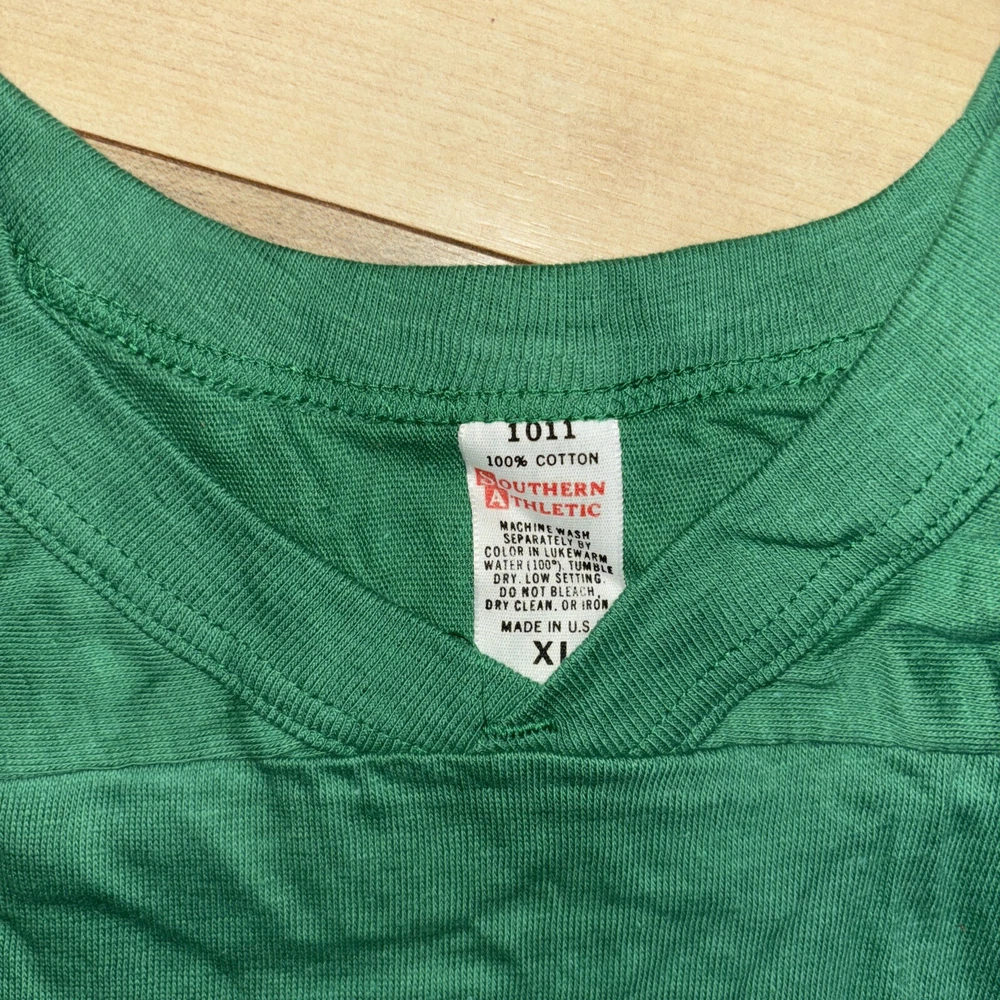 1011
100% COTTON
SOUTHERN
ATHLETIC
MACHINE WASH
SEPARATELY BY
COLOR IN LUKEWARM
WATER (100°). TUMBLE
DRY. LOW SETTING.
DO NOT BLEACH,
DRY CLEAN. OR IRON
MADE IN U.S.
XL